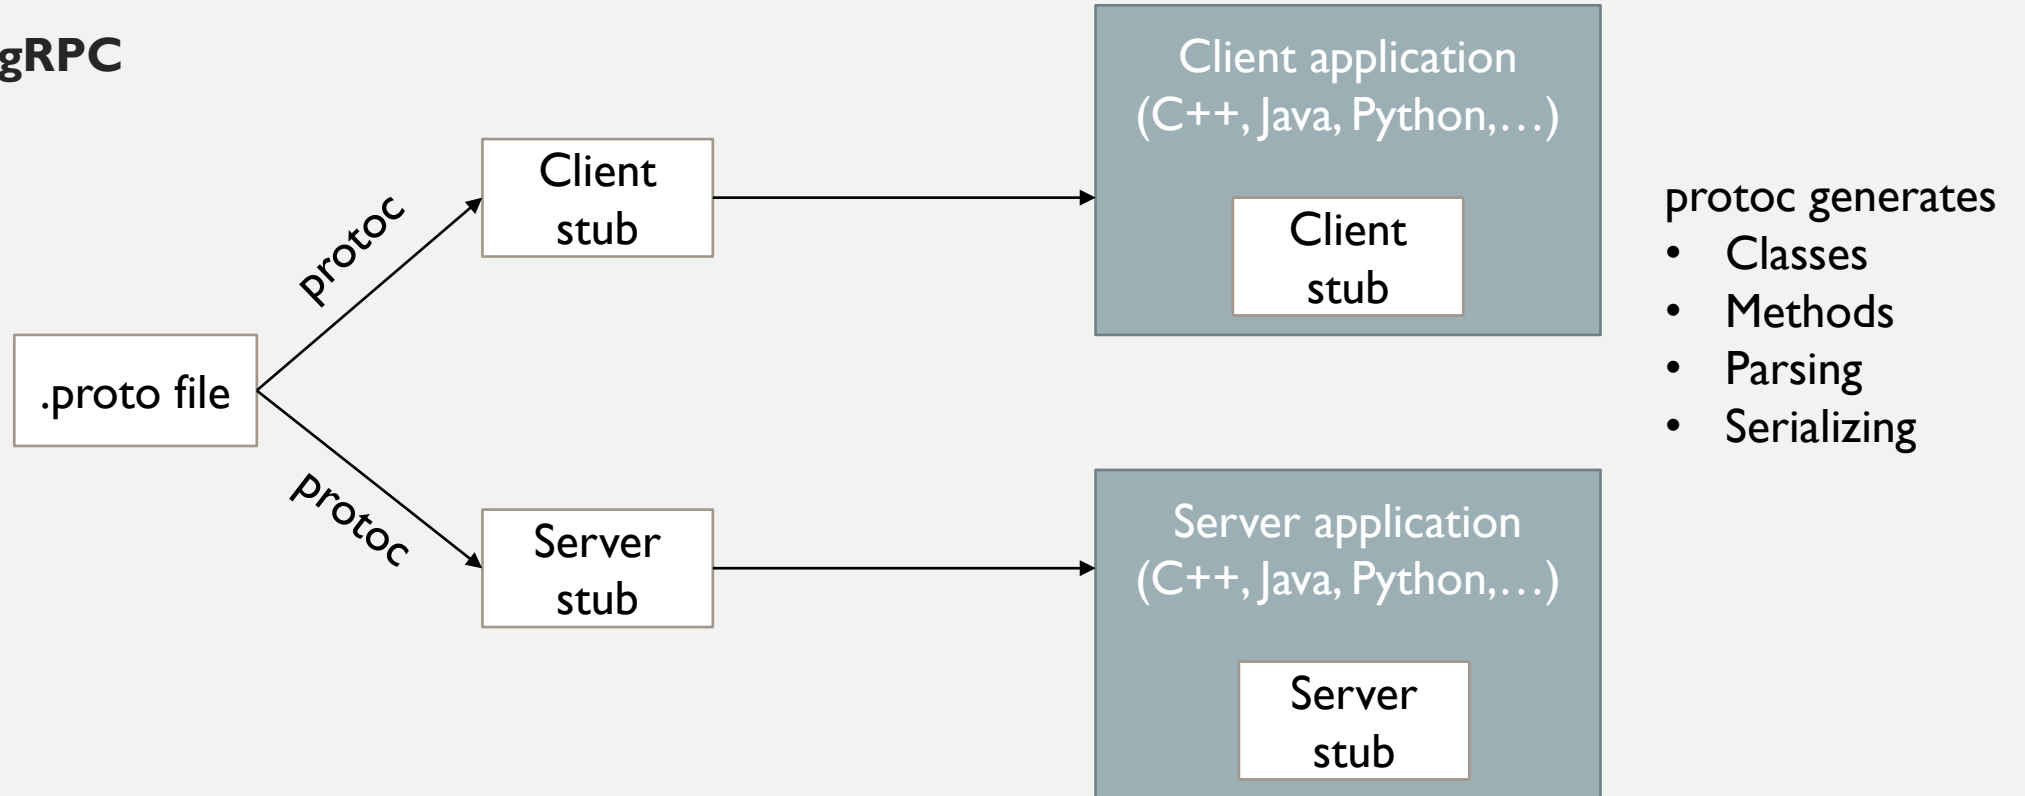 gRPC
Client application
(C++, Java, Python,…)
Client
stub
protoc
Client
stub
protoc generates
• Classes
• Methods
• Parsing
• Serializing
.proto file
protoc
Server
stub
Server application
(C++, Java, Python,…)
Server
stub